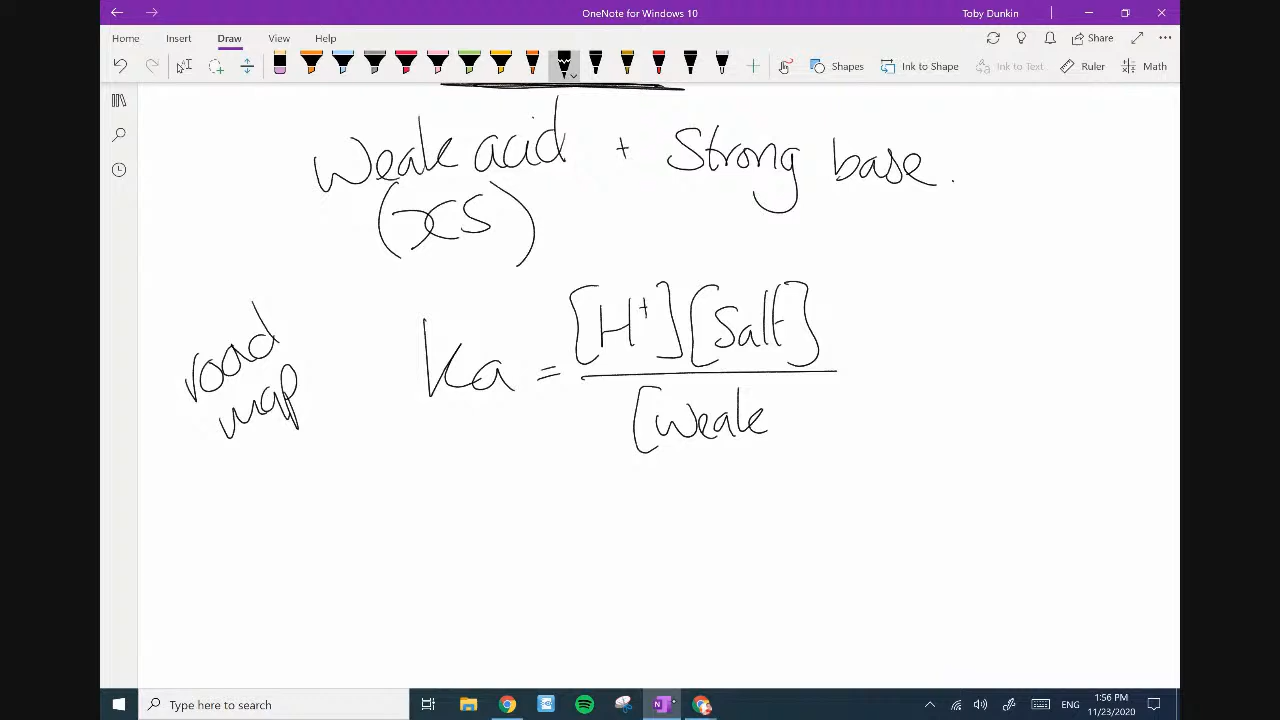 OneNote for Windows 10
Toby Dunkin
Home Insert Draw View Help
Share
Shapes Ink to Shape Ink to Text Ruler Math
Weak acid + Strong base.
(xs)
road
map
Ka = [H+][Salt]
[Weak
Type here to search
ENG
1:56 PM
11/23/2020